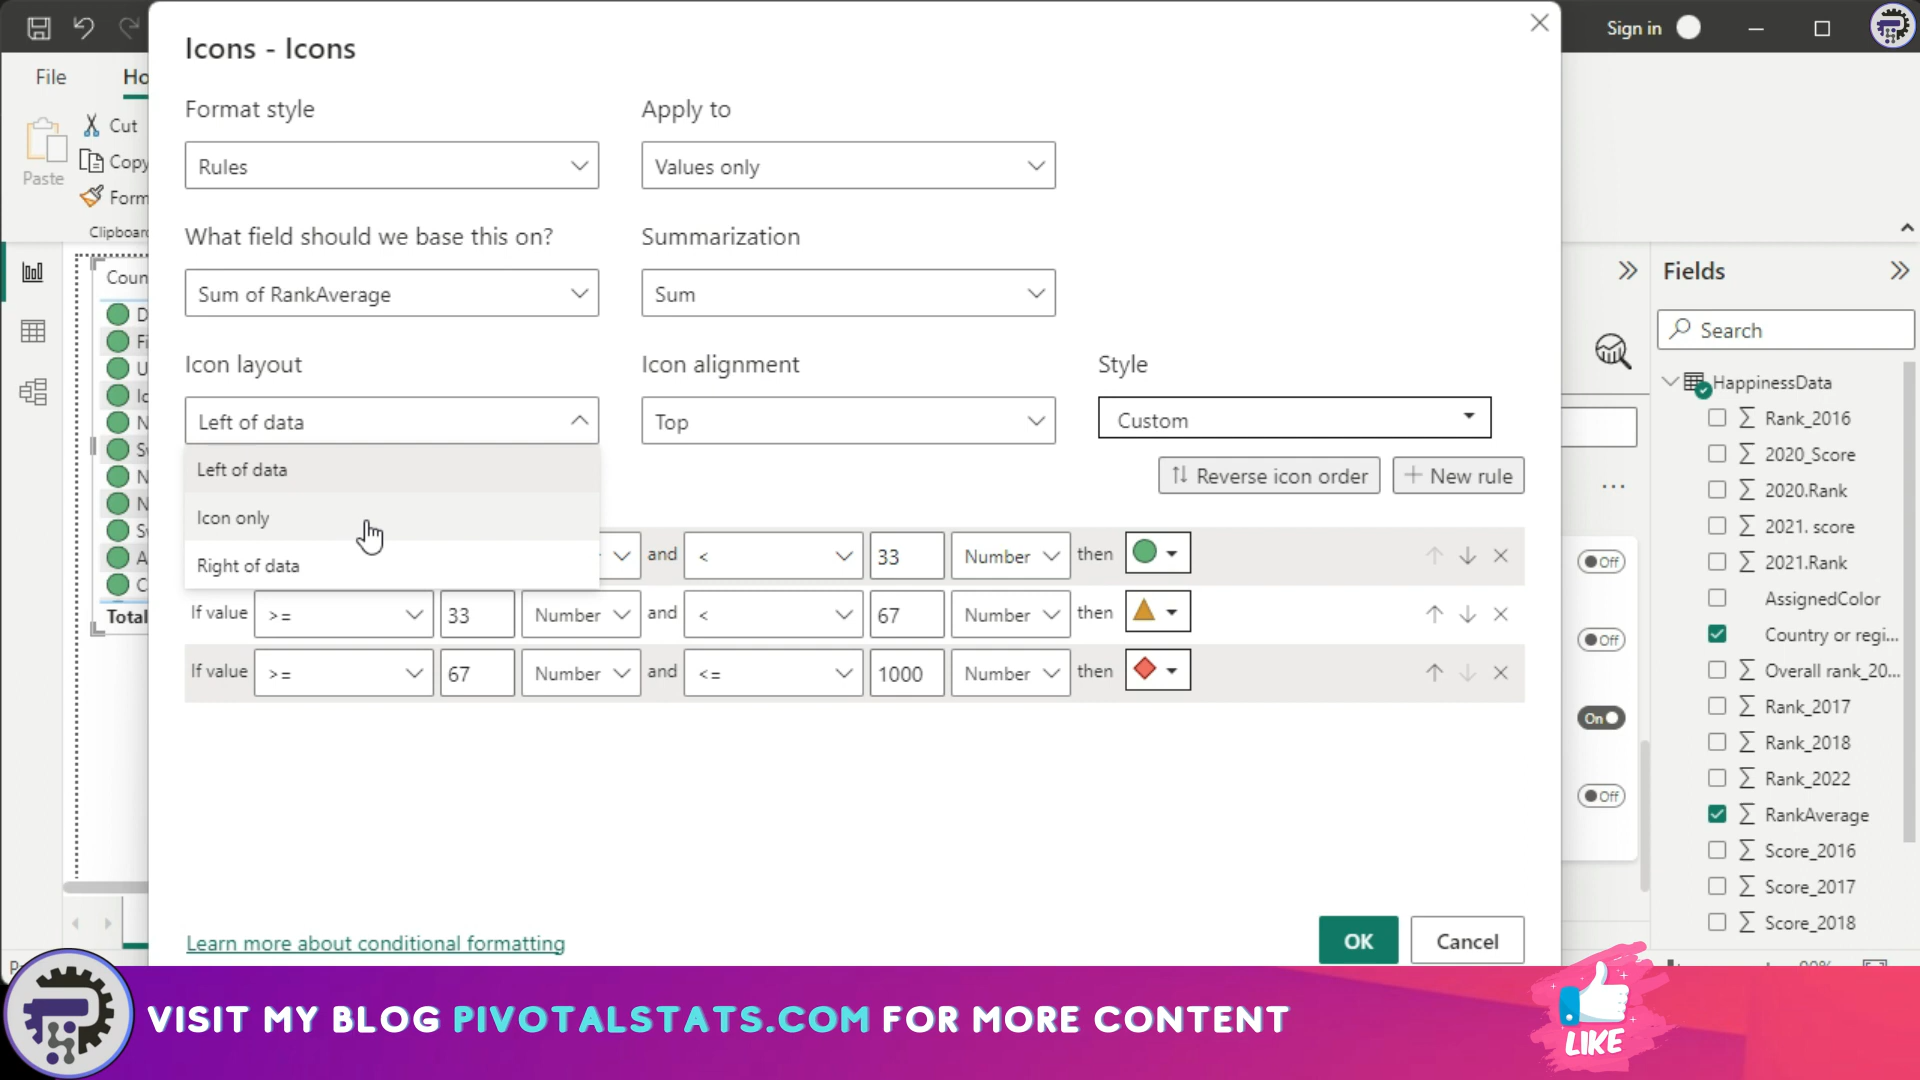 Icons - Icons
Sign in
File
Ho
Format style
Apply to
Cut
Copy
Paste
Form
Rules
Values only
Clipboard
What field should we base this on?
Summarization
Coun
Fields
Sum of RankAverage
Sum
Search
Icon layout
Icon alignment
Style
HappinessData
Left of data
Top
Custom
Rank_2016
2020_Score
Left of data
Reverse icon order
New rule
2020.Rank
Icon only
2021. score
and
<
33
Number
then
Off
2021.Rank
Right of data
AssignedColor
Total
If value
>=
33
Number
and
<
67
Number
then
Off
Country or regi...
If value
>=
67
Number
and
<=
1000
Number
then
Overall rank_20...
On
Rank_2017
Rank_2018
Rank_2022
Off
RankAverage
Score_2016
Score_2017
Score_2018
Learn more about conditional formatting
OK
Cancel
VISIT MY BLOG PIVOTALSTATS.COM FOR MORE CONTENT
LIKE